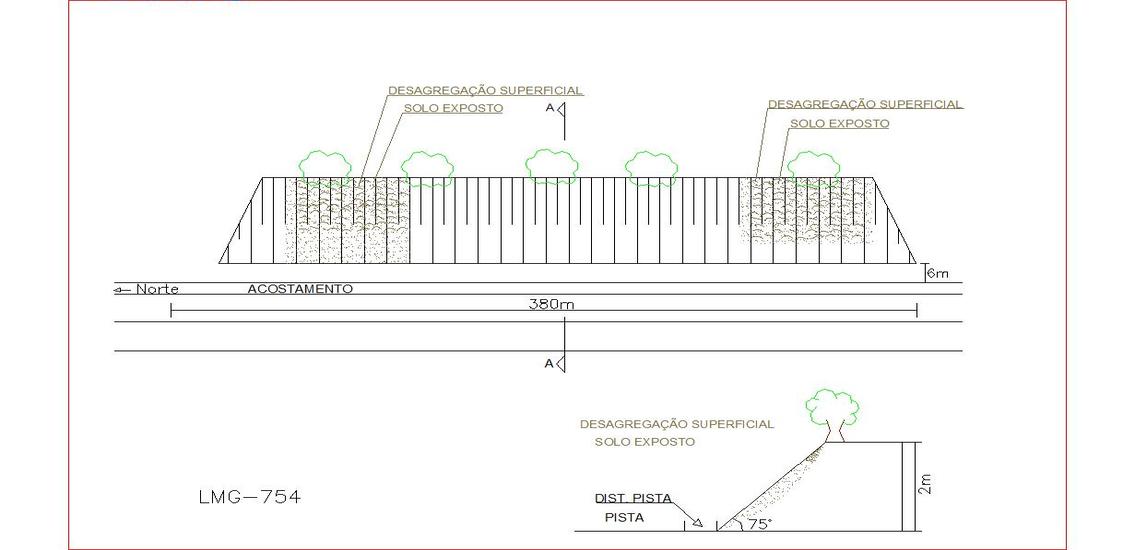 DESAGREGAÇÃO SUPERFICIAL
SOLO EXPOSTO
A
DESAGREGAÇÃO SUPERFICIAL
SOLO EXPOSTO
6m
Norte
ACOSTAMENTO
380m
A
DESAGREGAÇÃO SUPERFICIAL
SOLO EXPOSTO
2m
LMG-754
DIST. PISTA
PISTA
75°